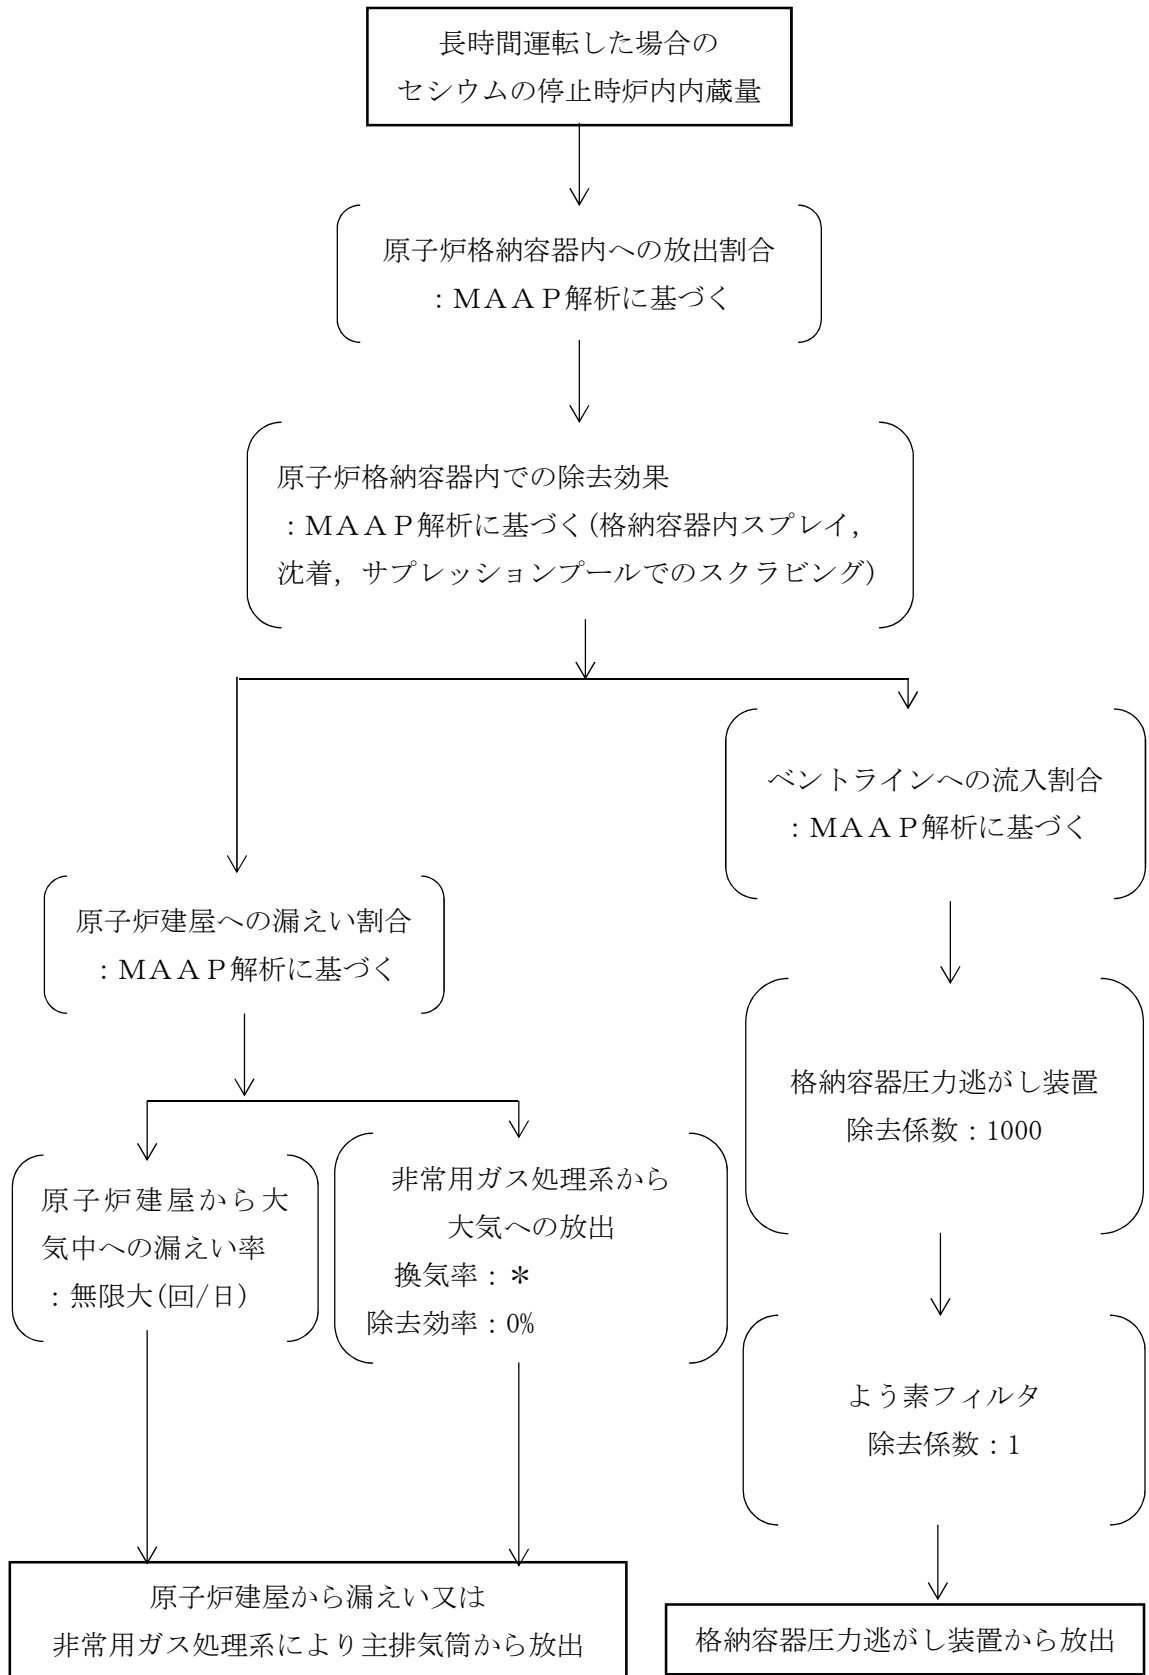 長時間運転した場合の
セシウムの停止時炉内内蔵量
原子炉格納容器内への放出割合
：ＭＡＡＰ解析に基づく
原子炉格納容器内での除去効果
：ＭＡＡＰ解析に基づく(格納容器内スプレイ，
沈着，サプレッションプールでのスクラビング)
ベントラインへの流入割合
：ＭＡＡＰ解析に基づく
原子炉建屋への漏えい割合
：ＭＡＡＰ解析に基づく
格納容器圧力逃がし装置
除去係数：1000
原子炉建屋から大
気中への漏えい率
：無限大(回/日)
非常用ガス処理系から
大気への放出
換気率：＊
除去効率：0%
よう素フィルタ
除去係数：1
原子炉建屋から漏えい又は
非常用ガス処理系により主排気筒から放出
格納容器圧力逃がし装置から放出